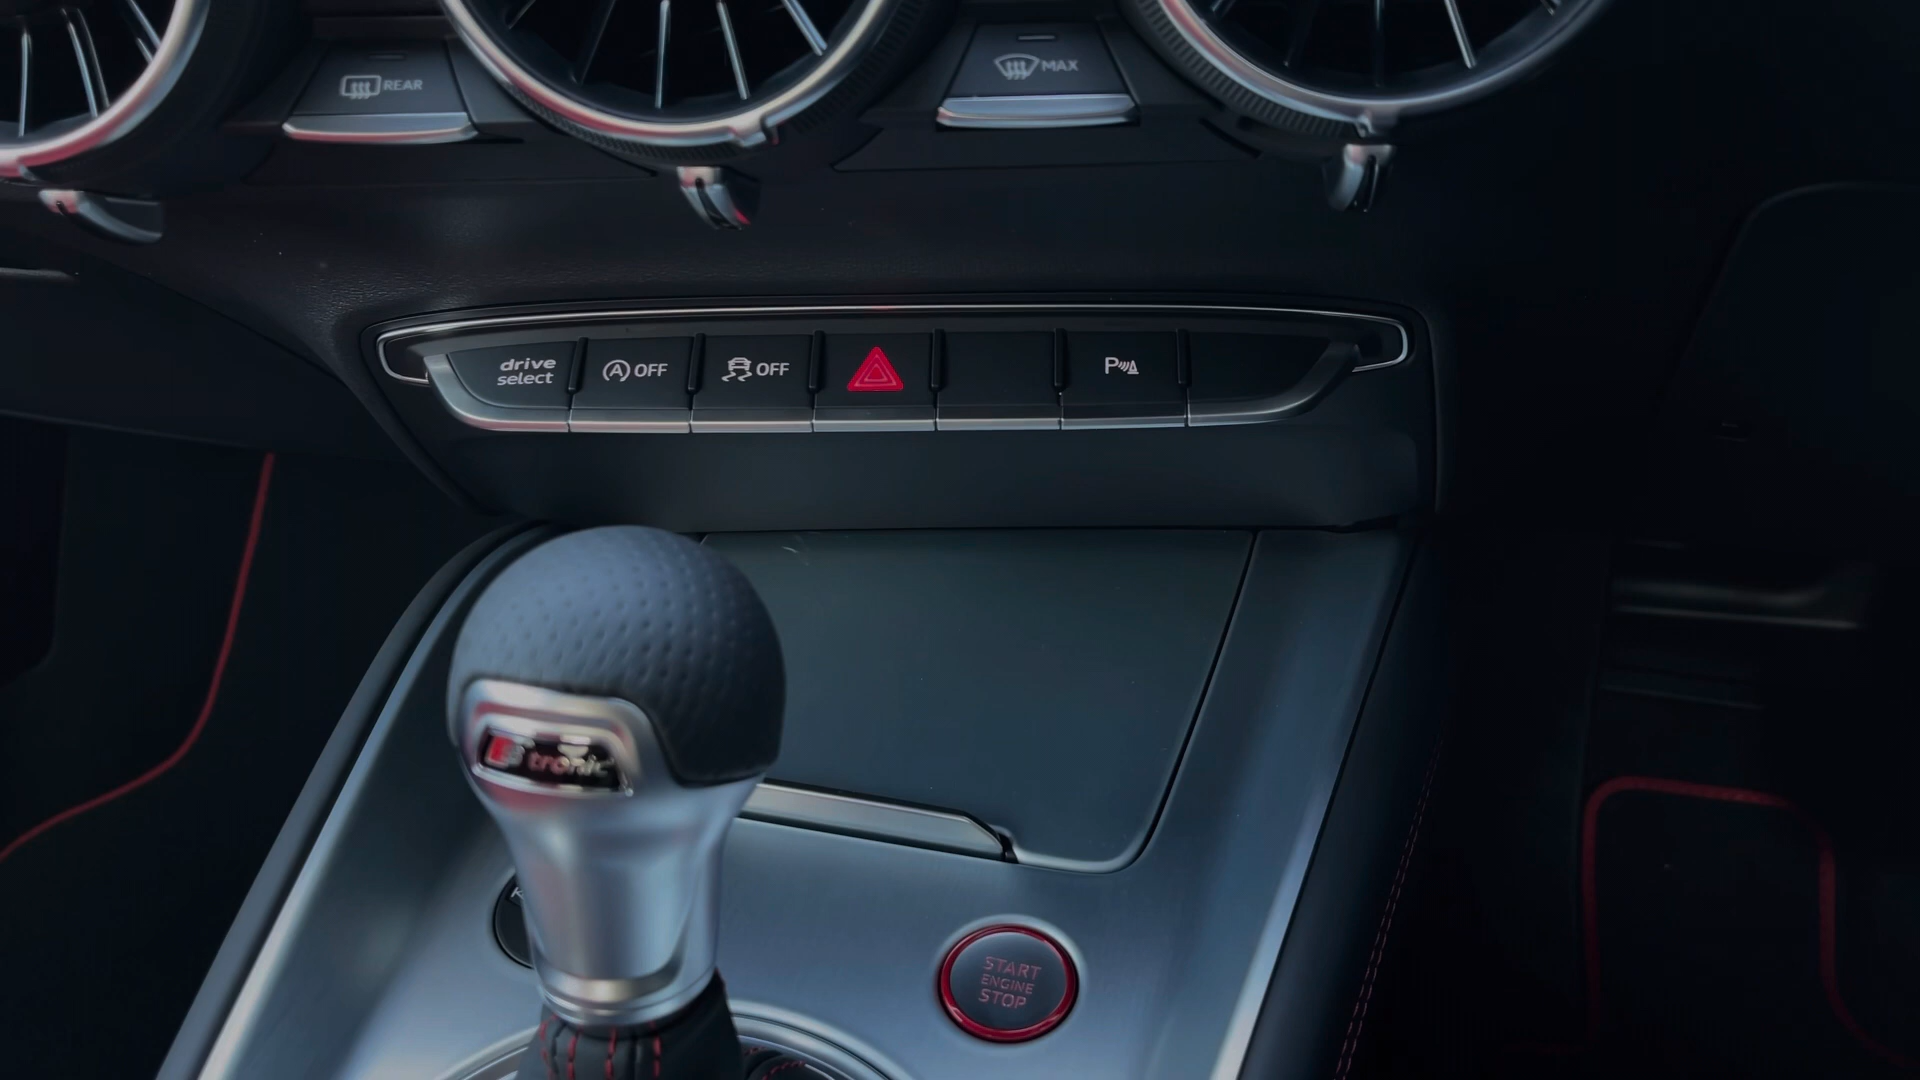 REAR
MAX
drive
select
A OFF
OFF
P
S tronic
START
ENGINE
STOP